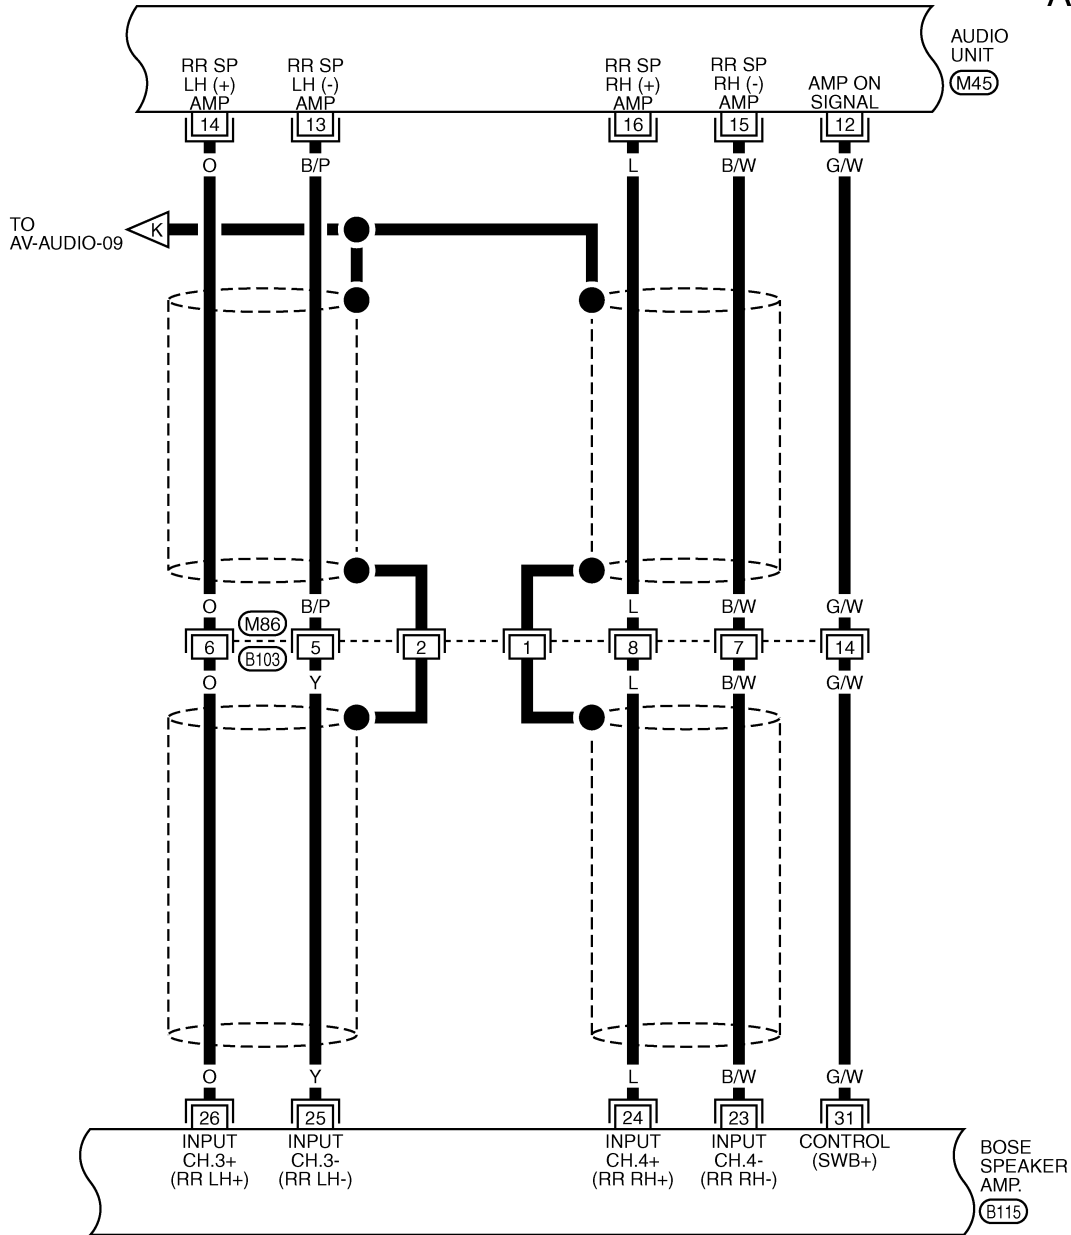 AUDIO
UNIT
M45
RR SP
LH (+)
AMP
RR SP
LH (-)
AMP
RR SP
RH (+)
AMP
RR SP
RH (-)
AMP
AMP ON
SIGNAL
14 13 16 15 12
O B/P L B/W G/W
TO
AV-AUDIO-09
K
O B/P L B/W G/W
M86
6 5 2 1 8 7 14
B103
O Y L B/W G/W
O Y L B/W G/W
26 25 24 23 31
INPUT
CH.3+
(RR LH+)
INPUT
CH.3-
(RR LH-)
INPUT
CH.4+
(RR RH+)
INPUT
CH.4-
(RR RH-)
CONTROL
(SWB+)
BOSE
SPEAKER
AMP.
B115